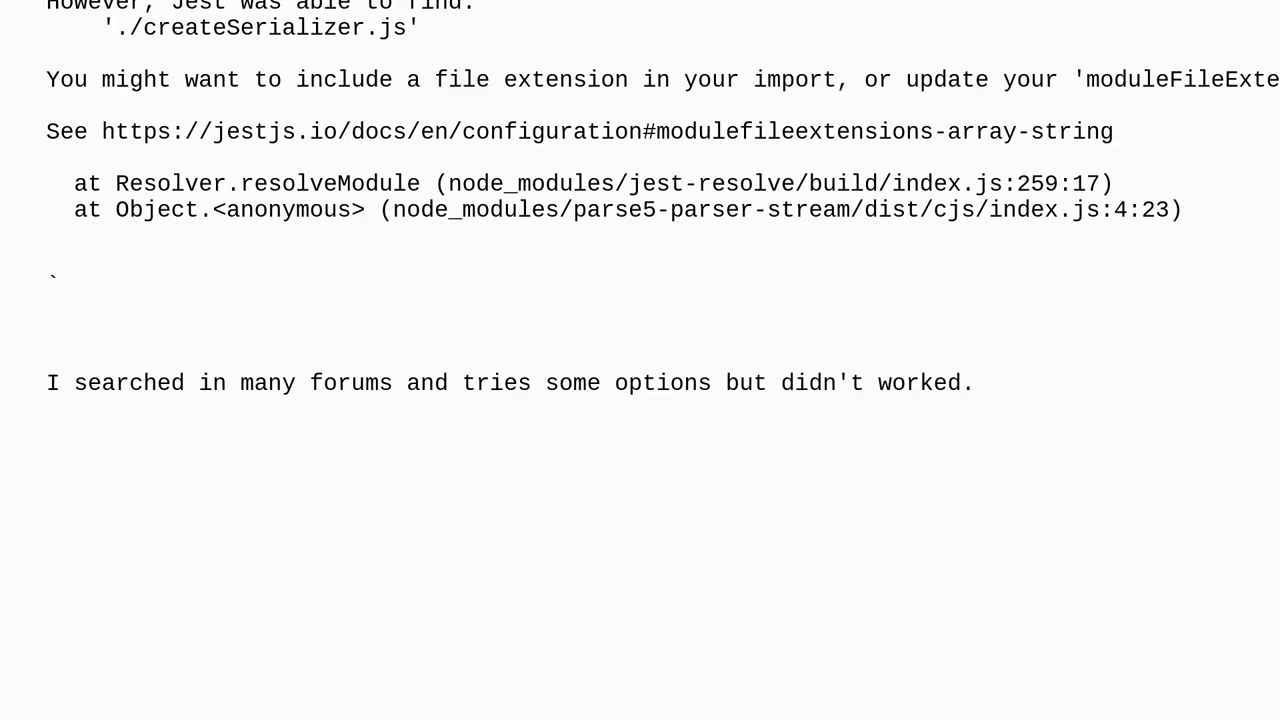 However, Jest was able to find:
'./createSerializer.js'
You might want to include a file extension in your import, or update your 'moduleFileExte
See https://jestjs.io/docs/en/configuration#modulefileextensions-array-string
at Resolver.resolveModule (node_modules/jest-resolve/build/index.js:259:17)
at Object.<anonymous> (node_modules/parse5-parser-stream/dist/cjs/index.js:4:23)
`
I searched in many forums and tries some options but didn't worked.